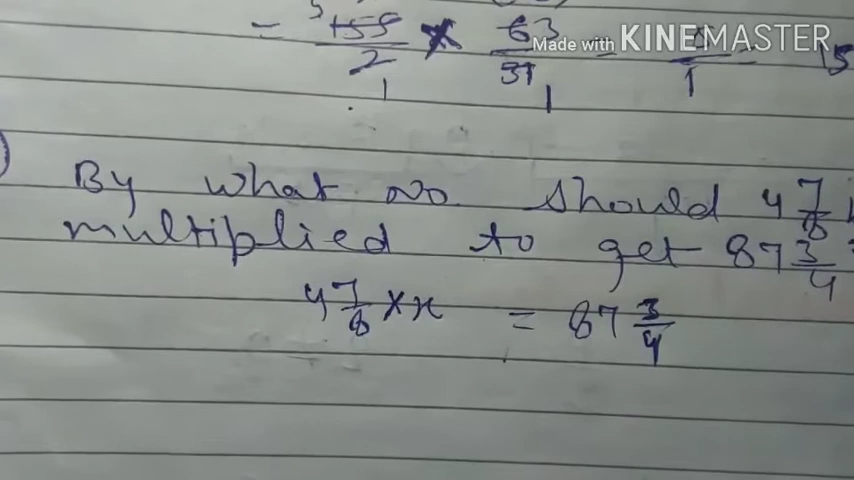 = 155/2 × 63/31 =
Made with KINEMASTER
By what No. should 4 7/8
multiplied to get 87 3/4
4 7/8 × x = 87 3/4